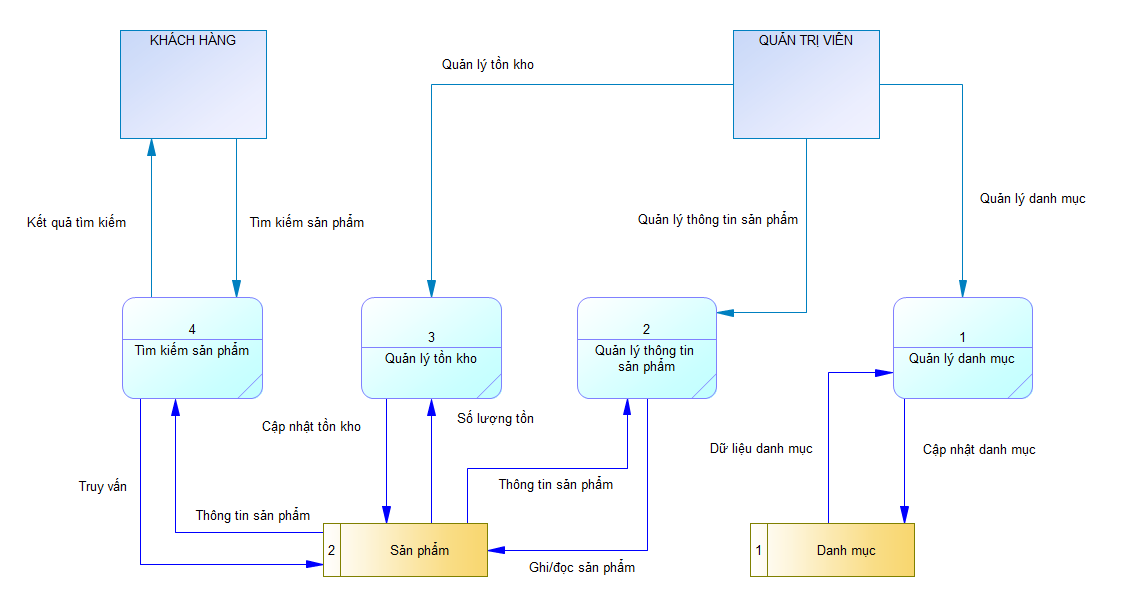 KHÁCH HÀNG
QUẢN TRỊ VIÊN
Quản lý tồn kho
Quản lý danh mục
Quản lý thông tin sản phẩm
Kết quả tìm kiếm
Tìm kiếm sản phẩm
4
Tìm kiếm sản phẩm
3
Quản lý tồn kho
2
Quản lý thông tin
sản phẩm
1
Quản lý danh mục
Cập nhật tồn kho
Số lượng tồn
Dữ liệu danh mục
Cập nhật danh mục
Truy vấn
Thông tin sản phẩm
Thông tin sản phẩm
2
Sản phẩm
1
Danh mục
Ghi/đọc sản phẩm